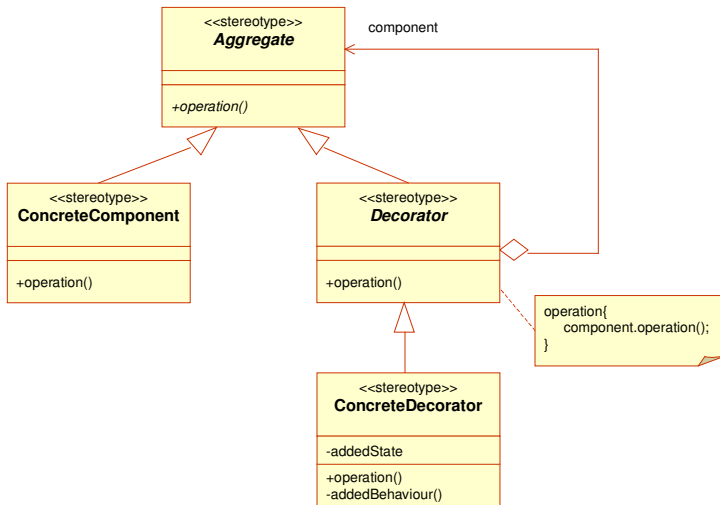 <<stereotype>>
Aggregate
component
+operation()
<<stereotype>>
ConcreteComponent
+operation()
<<stereotype>>
Decorator
+operation()
operation{
component.operation();
}
<<stereotype>>
ConcreteDecorator
-addedState
+operation()
-addedBehaviour()